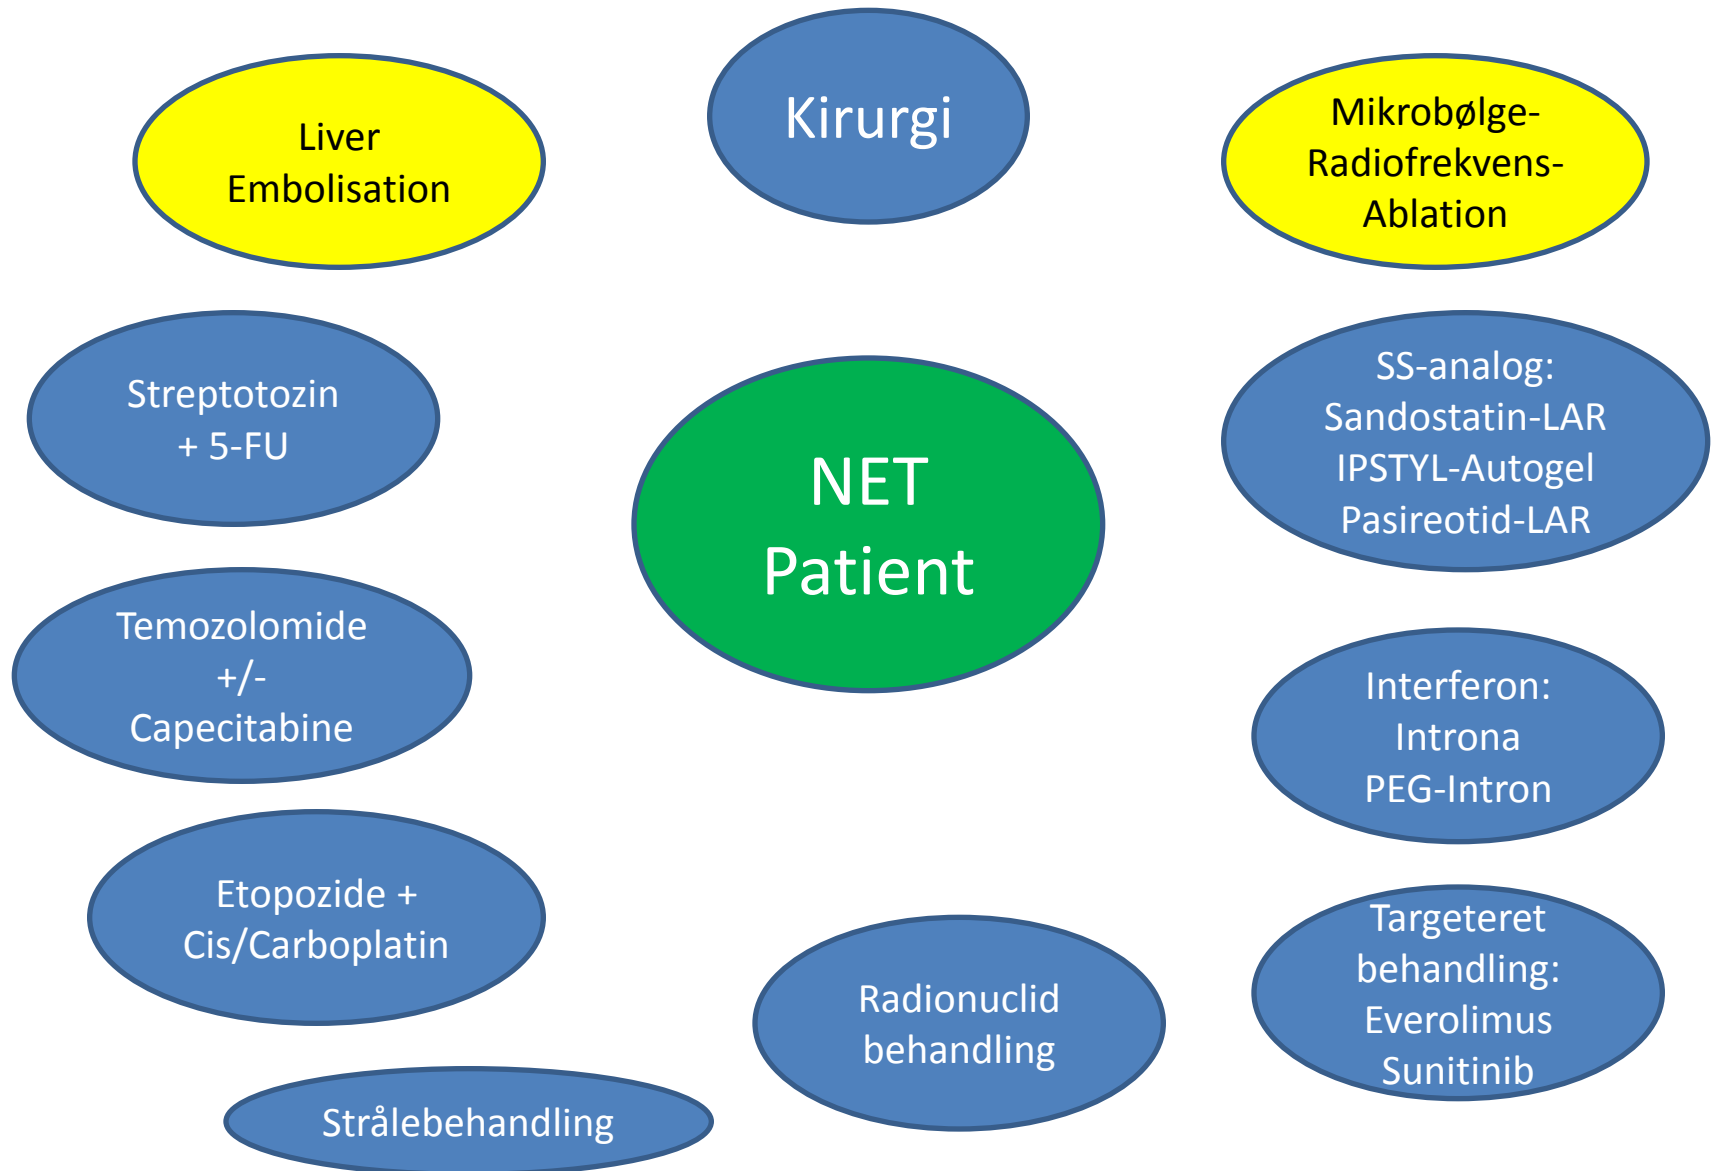 Liver
Embolisation
Kirurgi
Mikrobølge-
Radiofrekvens-
Ablation
Streptotozin
+ 5-FU
NET
Patient
SS-analog:
Sandostatin-LAR
IPSTYL-Autogel
Pasireotid-LAR
Temozolomide
+/-
Capecitabine
Interferon:
Introna
PEG-Intron
Etopozide +
Cis/Carboplatin
Radionuclid
behandling
Targeteret
behandling:
Everolimus
Sunitinib
Strålebehandling